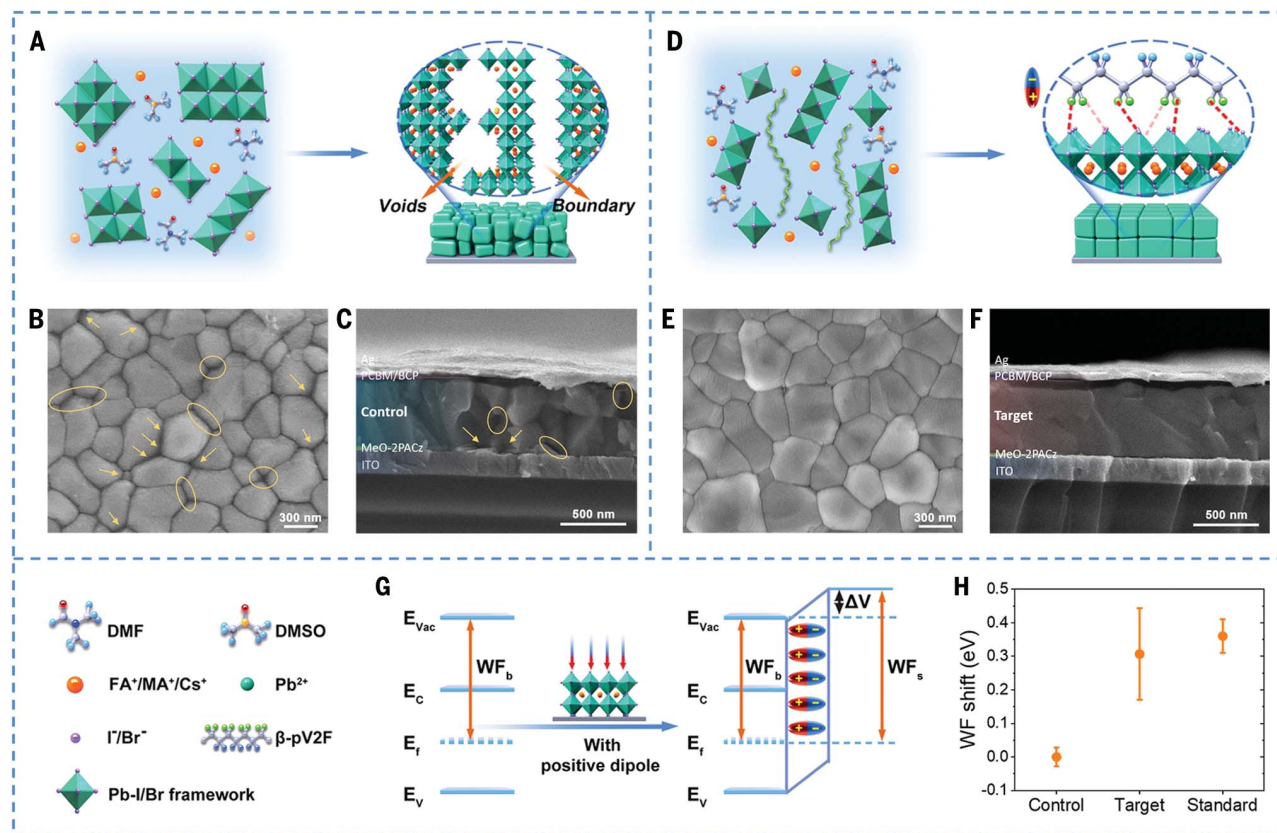 A
Voids
Boundary
D
−
+
B
300 nm
C
Ag
PCBM/BCP
Control
MeO-2PACz
ITO
500 nm
E
300 nm
F
Ag
PCBM/BCP
Target
MeO-2PACz
ITO
500 nm
DMF
DMSO
FA⁺/MA⁺/Cs⁺
Pb²⁺
I⁻/Br⁻
β-pV2F
Pb-I/Br framework
G
E_Vac
WF_b
E_C
E_f
E_V
With
positive dipole
E_Vac
WF_b
E_C
E_f
E_V
+ −
+ −
+ −
+ −
+ −
ΔV
WF_s
H
WF shift (eV)
0.5
0.4
0.3
0.2
0.1
0.0
-0.1
Control Target Standard